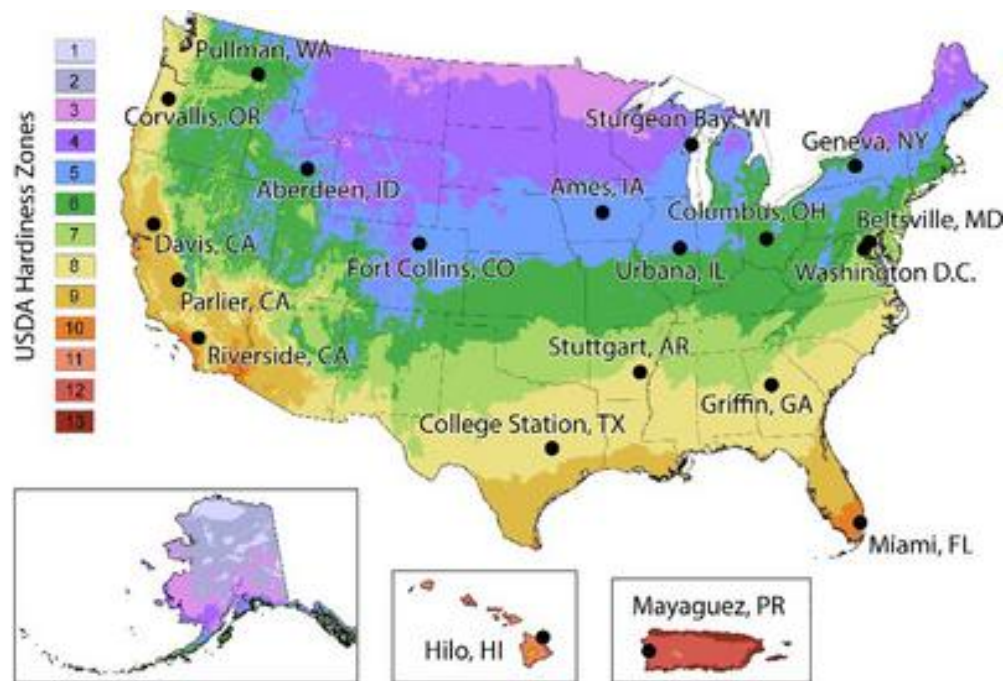 USDA Hardiness Zones
1
2
3
4
5
6
7
8
9
10
11
12
13
Pullman, WA
Corvallis, OR
Sturgeon Bay, WI
Geneva, NY
Aberdeen, ID
Ames, IA
Columbus, OH
Beltsville, MD
Davis, CA
Fort Collins, CO
Urbana, IL
Washington D.C.
Parlier, CA
Riverside, CA
Stuttgart, AR
Griffin, GA
College Station, TX
Miami, FL
Hilo, HI
Mayaguez, PR